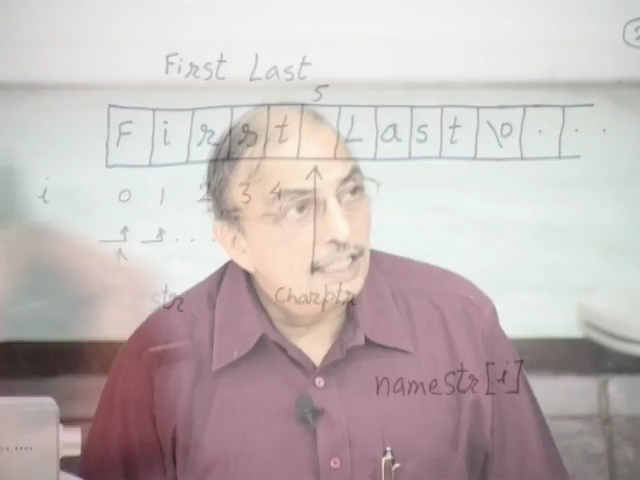 First Last
5
F i r s t L a s t \0 . . . .
i 0 1 2 3 4
str charptr
namestr[i]